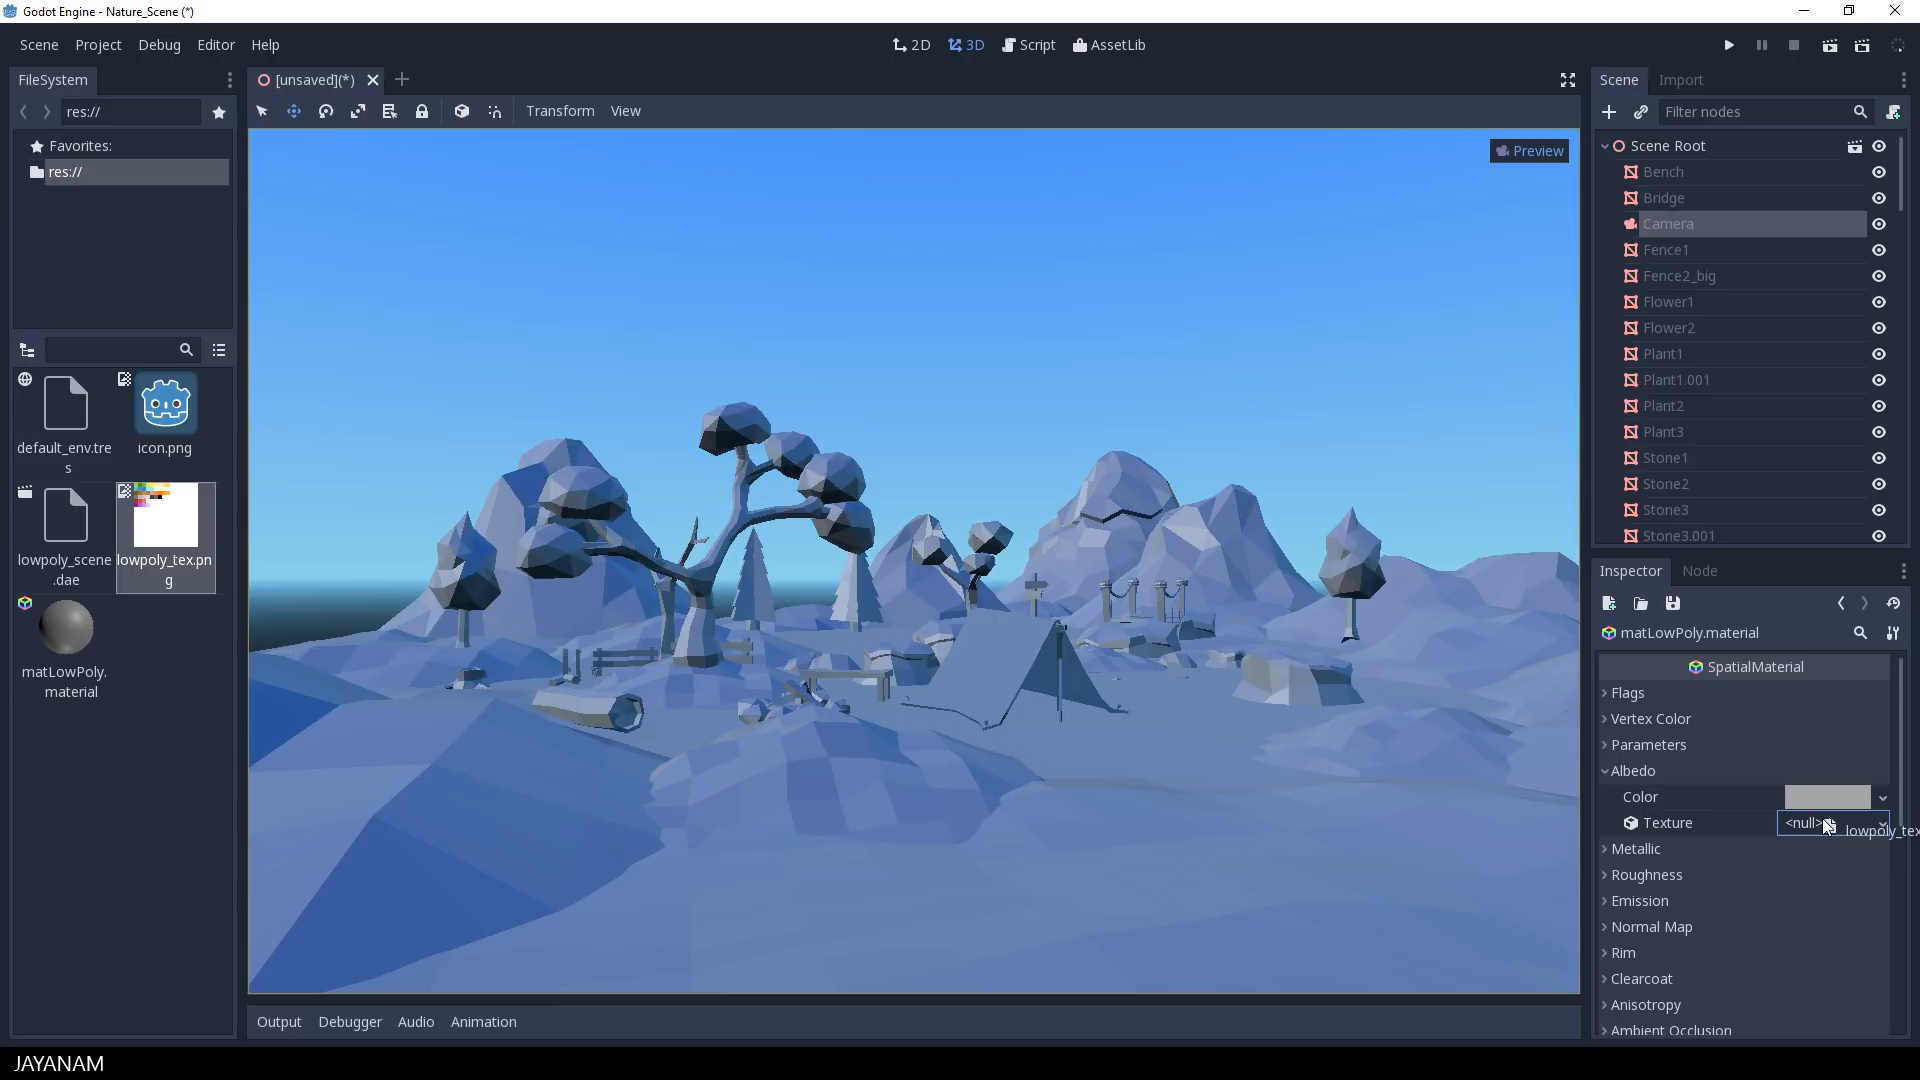 Godot Engine - Nature_Scene (*)
Scene Project Debug Editor Help
2D 3D Script AssetLib
FileSystem
[unsaved](*)
Scene Import
res://
Transform View
Filter nodes
Favorites:
res://
Preview
Scene Root
Bench
Bridge
Camera
Fence1
Fence2_big
Flower1
Flower2
Plant1
Plant1.001
Plant2
Plant3
Stone1
Stone2
Stone3
Stone3.001
default_env.tre
s
icon.png
lowpoly_scene
.dae
lowpoly_tex.pn
g
matLowPoly.
material
Inspector Node
matLowPoly.material
SpatialMaterial
Flags
Vertex Color
Parameters
Albedo
Color
Texture <null>
lowpoly_tex
Metallic
Roughness
Emission
Normal Map
Rim
Clearcoat
Anisotropy
Ambient Occlusion
Output Debugger Audio Animation
JAYANAM